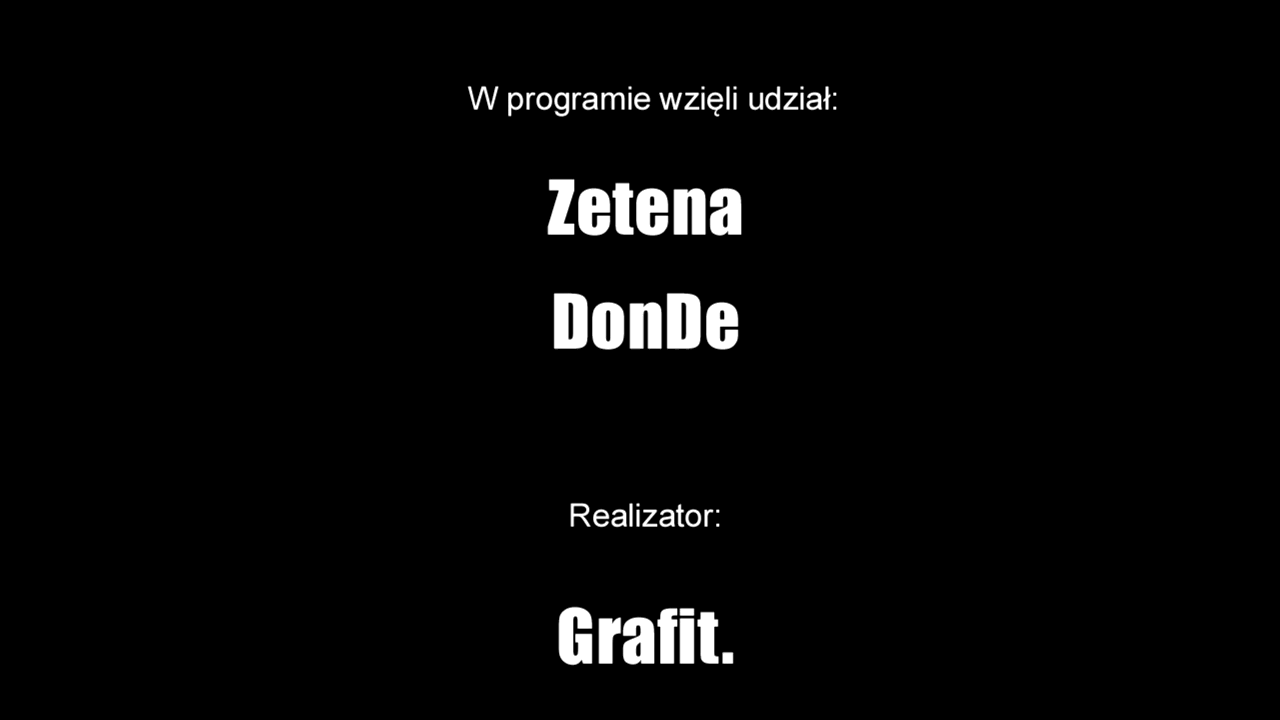 W programie wzięli udział:
Zetena
DonDe
Realizator:
Grafit.